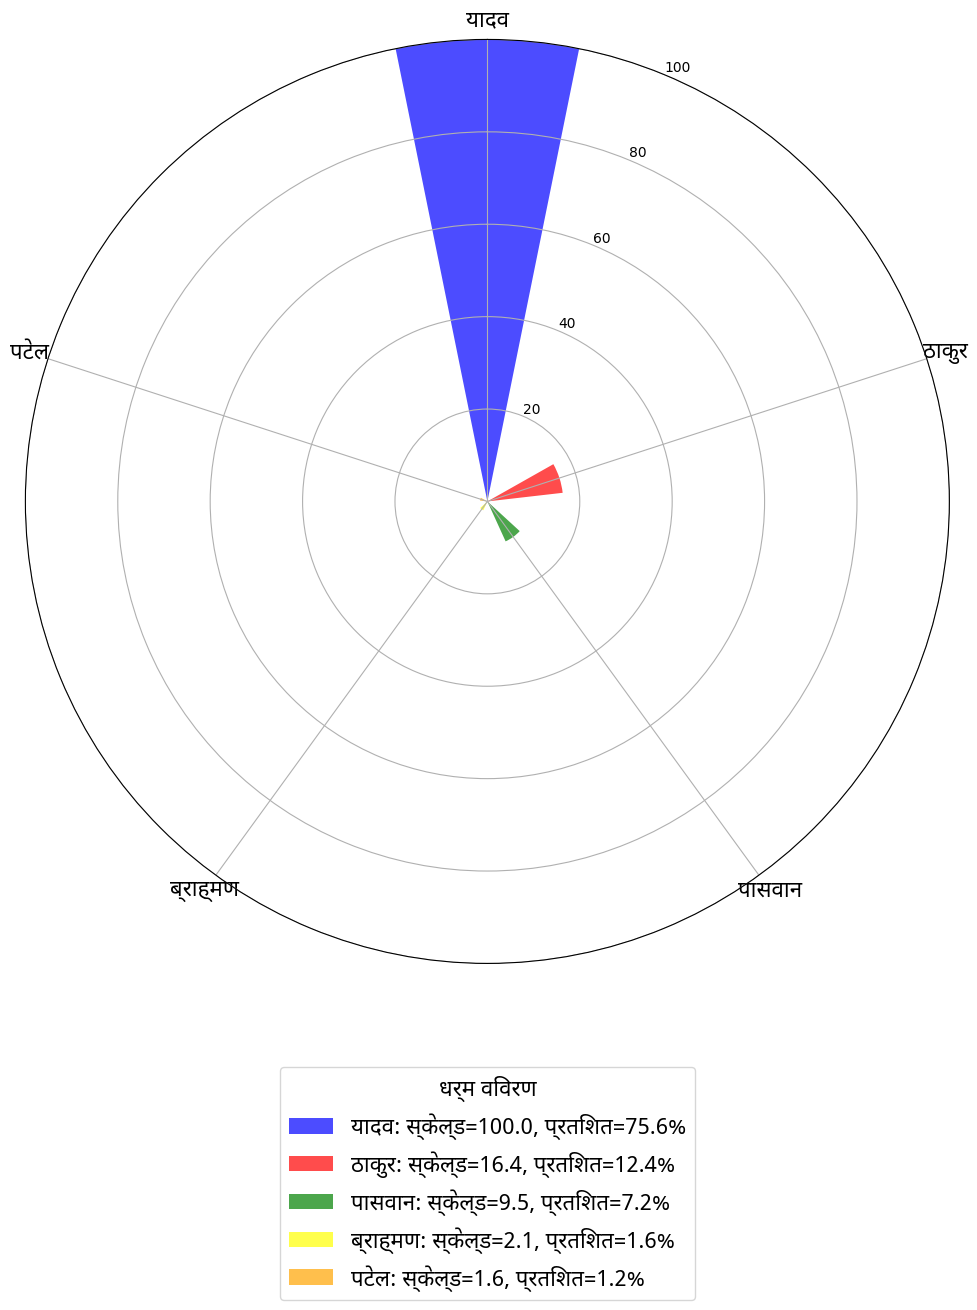 यादव
100
80
60
40
20
पटेल
ठाकुर
ब्राह्मण
पासवान
धर्म विवरण
यादव: स्केल्ड=100.0, प्रतिशत=75.6%
ठाकुर: स्केल्ड=16.4, प्रतिशत=12.4%
पासवान: स्केल्ड=9.5, प्रतिशत=7.2%
ब्राह्मण: स्केल्ड=2.1, प्रतिशत=1.6%
पटेल: स्केल्ड=1.6, प्रतिशत=1.2%